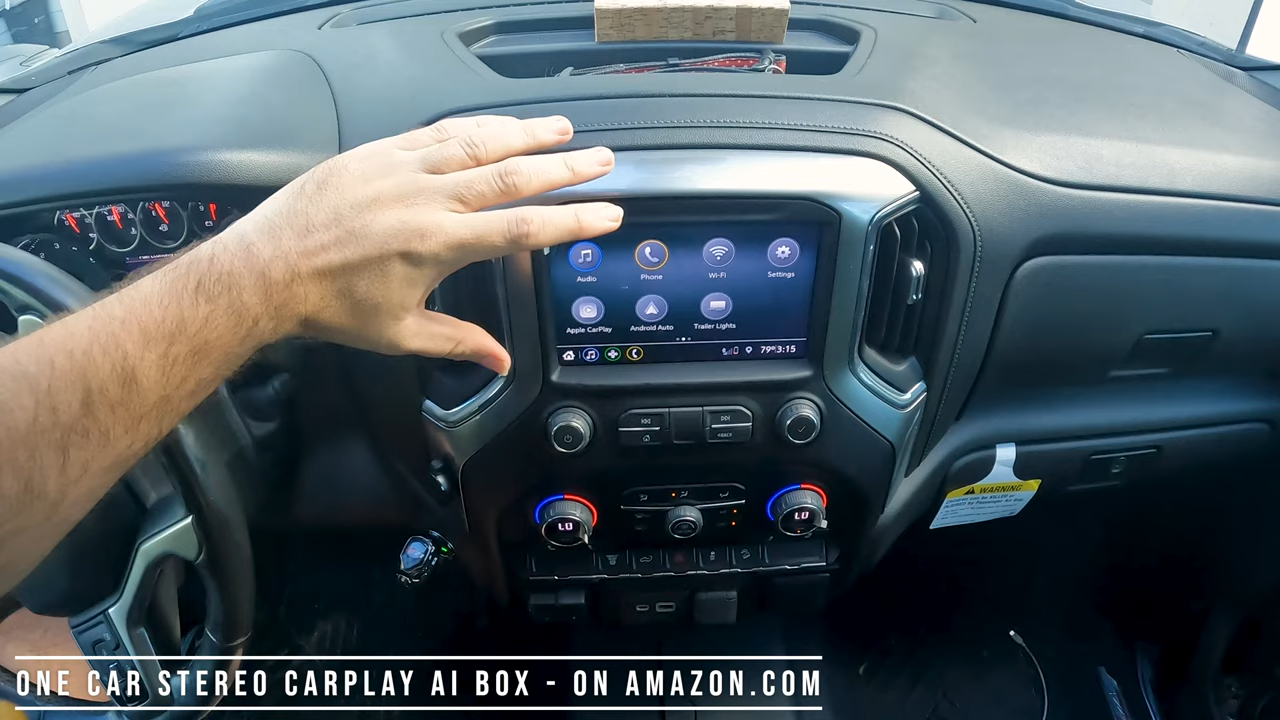 Audio
Phone
Wi-Fi
Settings
Apple CarPlay
Android Auto
Trailer Lights
79° 3:15
BACK
LO
LO
WARNING
ONE CAR STEREO CARPLAY AI BOX - ON AMAZON.COM